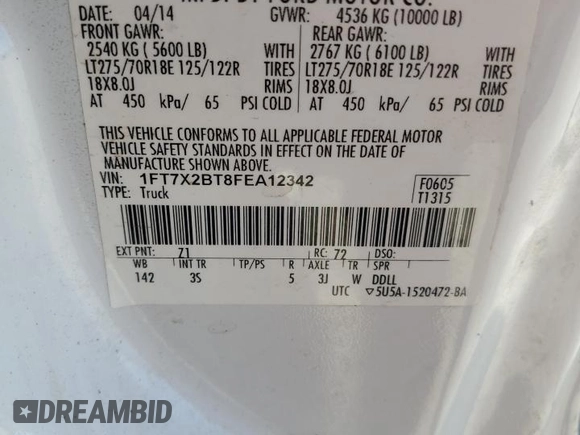 MFD. BY FORD MOTOR CO.
DATE: 04/14 GVWR: 4536 KG (10000 LB)
FRONT GAWR: REAR GAWR:
2540 KG ( 5600 LB) WITH 2767 KG ( 6100 LB) WITH
LT275/70R18E 125/122R TIRES LT275/70R18E 125/122R TIRES
18X8.0J RIMS 18X8.0J RIMS
AT 450 kPa/ 65 PSI COLD AT 450 kPa/ 65 PSI COLD
THIS VEHICLE CONFORMS TO ALL APPLICABLE FEDERAL MOTOR
VEHICLE SAFETY STANDARDS IN EFFECT ON THE DATE OF
MANUFACTURE SHOWN ABOVE.
VIN: 1FT7X2BT8FEA12342 F0605
TYPE: Truck T1315
EXT PNT: Z1 RC: 72 DSO:
WB INT TR TP/PS R AXLE TR SPR
142 3S 5 3J W DDLL
UTC ▽5U5A-1520472-BA
DREAMBID